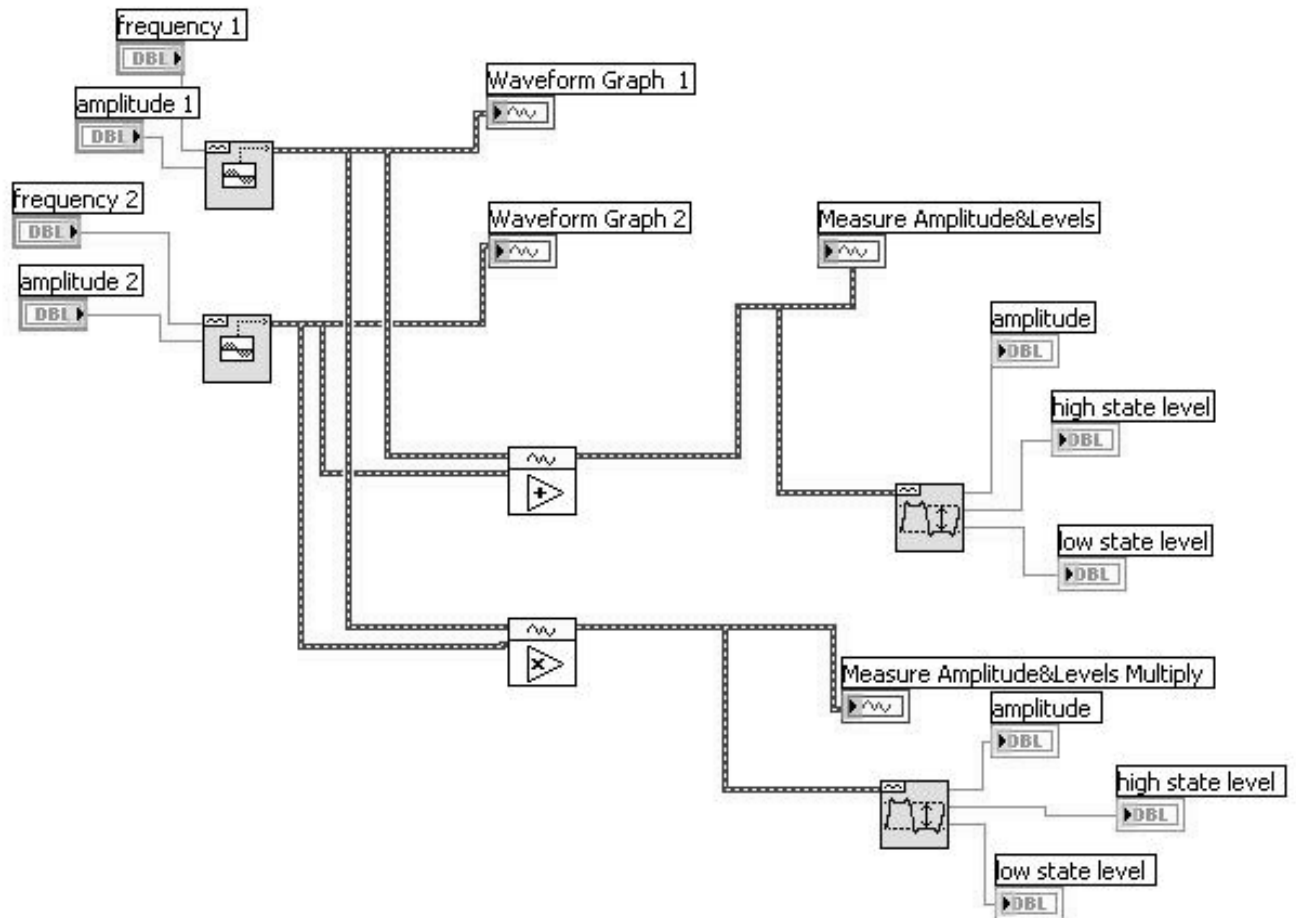 frequency 1
DBL
amplitude 1
DBL
frequency 2
DBL
amplitude 2
DBL
Waveform Graph  1
Waveform Graph 2
Measure Amplitude&Levels
amplitude
DBL
high state level
DBL
low state level
DBL
+
x
Measure Amplitude&Levels Multiply
amplitude
DBL
high state level
DBL
low state level
DBL